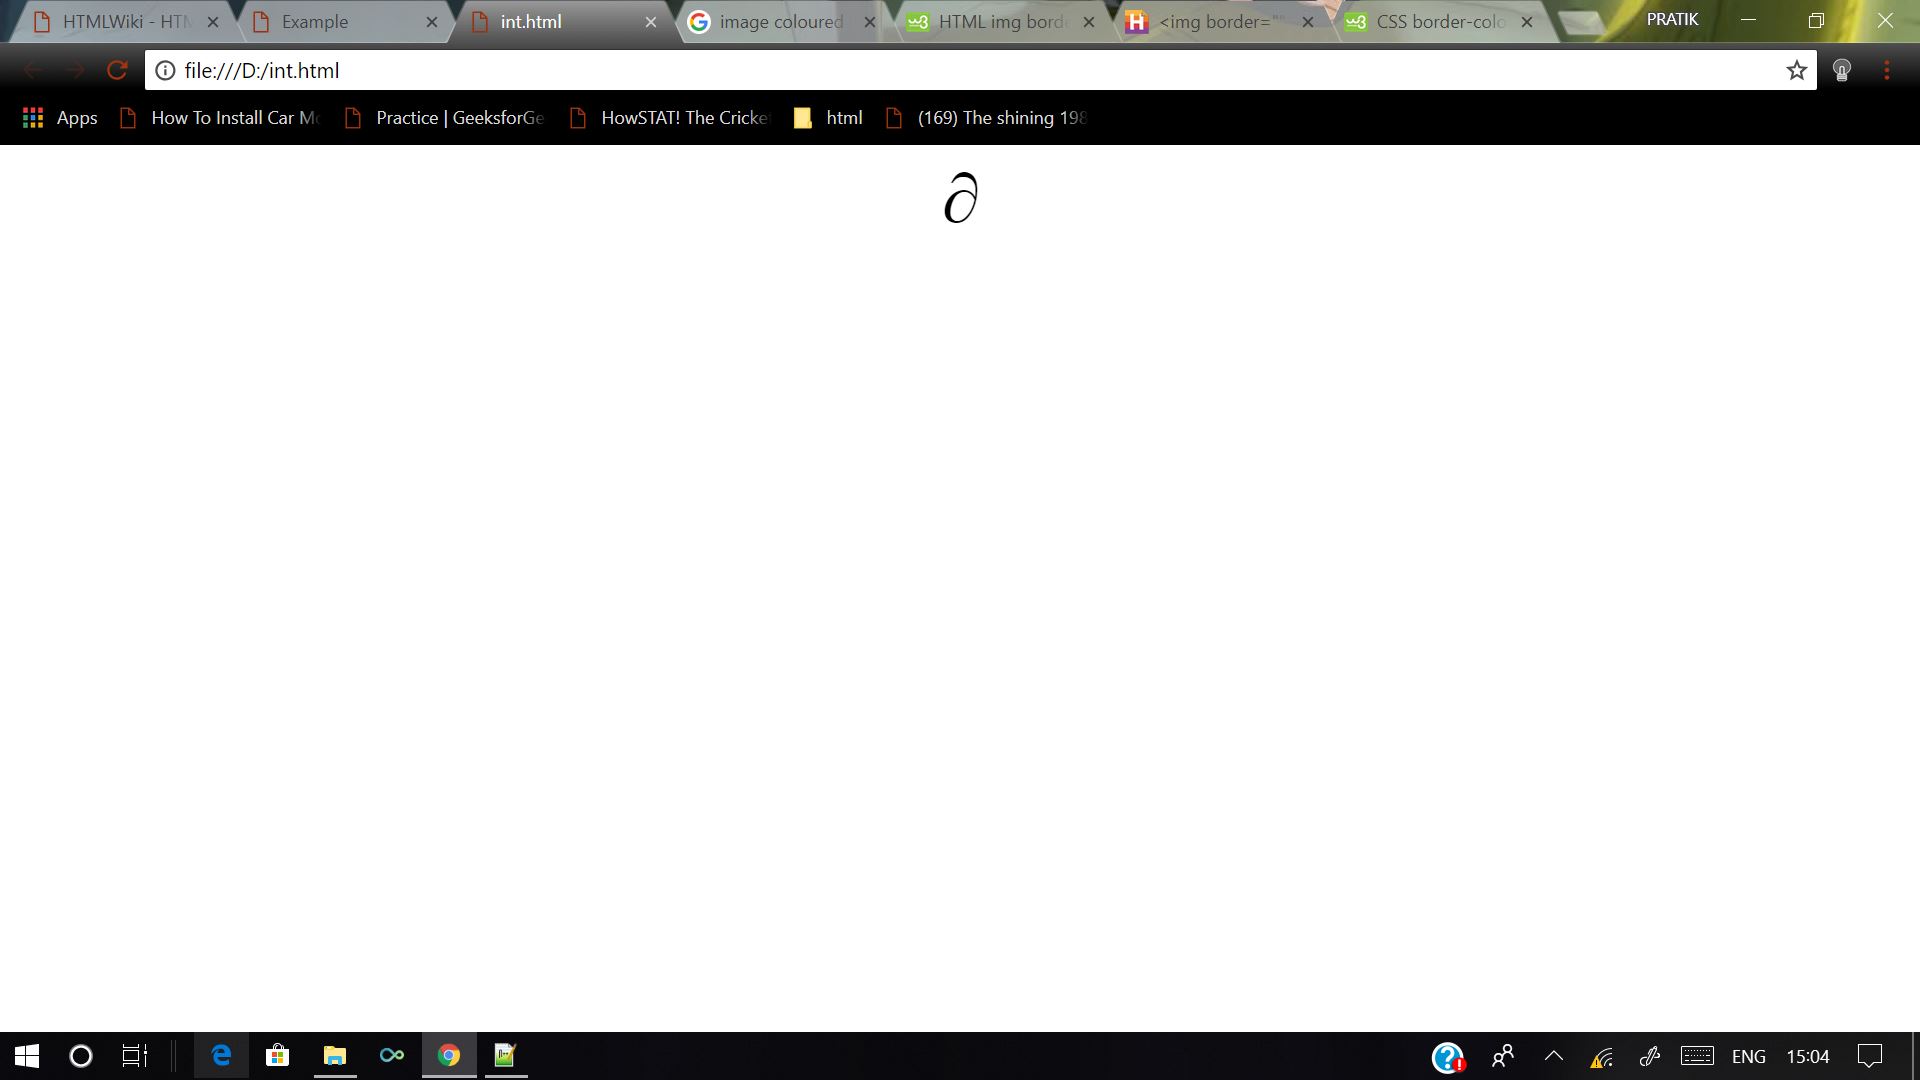 HTMLWiki - HTM
Example
int.html
image coloured
HTML img borde
<img border=""
CSS border-colo
PRATIK
file:///D:/int.html
Apps
How To Install Car Mo
Practice | GeeksforGe
HowSTAT! The Cricke
html
(169) The shining 198
∂
ENG
15:04